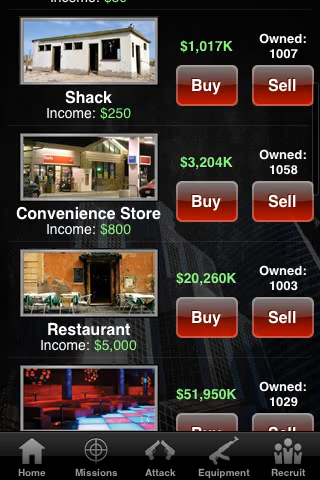 Shack
Income: $250
$1,017K
Buy
Owned:
1007
Sell
Convenience Store
Income: $800
$3,204K
Buy
Owned:
1058
Sell
Restaurant
Income: $5,000
$20,260K
Buy
Owned:
1003
Sell
$51,950K
Owned:
1029
Home
Missions
Attack
Equipment
Recruit